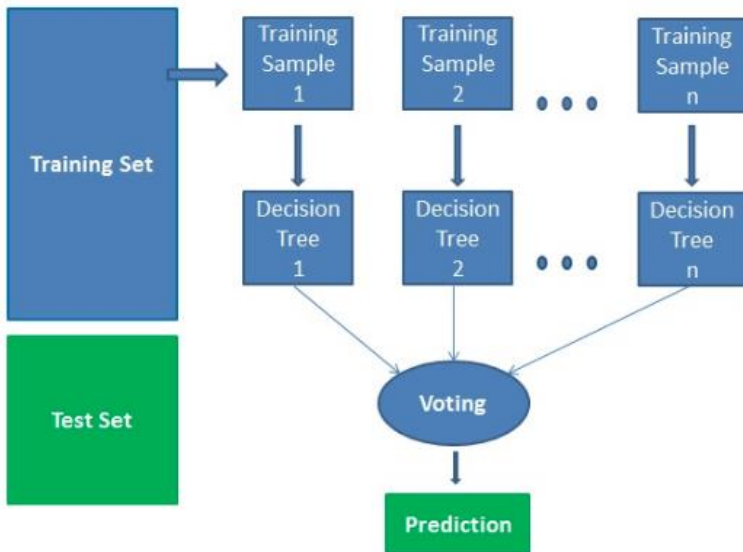 Training
Sample
1
Training
Sample
2
Training
Sample
n
Training Set
Decision
Tree
1
Decision
Tree
2
Decision
Tree
n
Test Set
Voting
Prediction